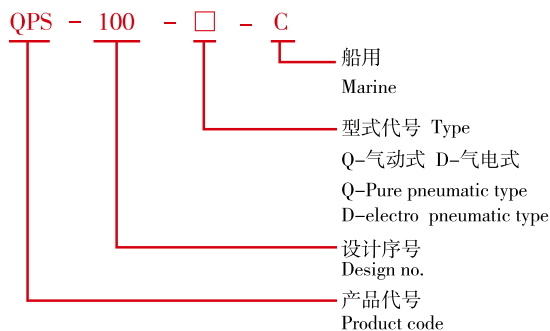 QPS - 100 - □ - C
船用
Marine
型式代号 Type
Q-气动式 D-气电式
Q-Pure pneumatic type
D-electro pneumatic type
设计序号
Design no.
产品代号
Product code